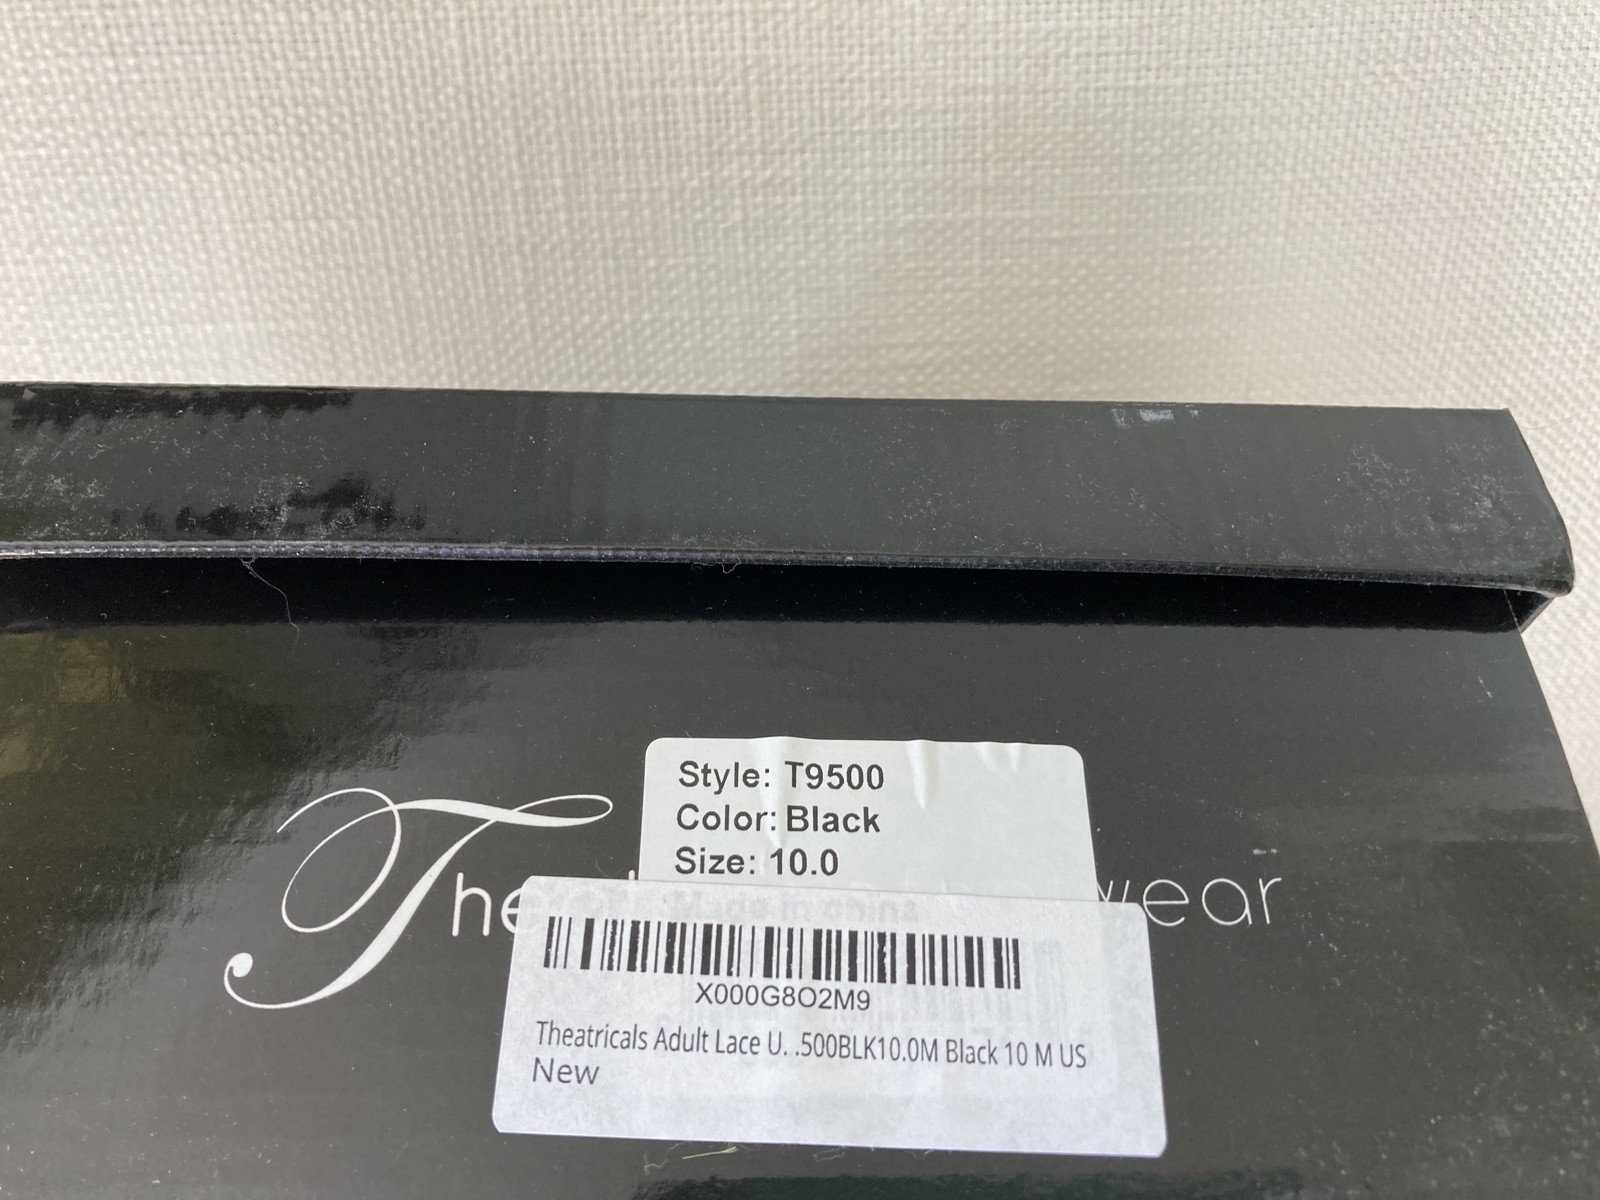 Style: T9500
Color: Black
Size: 10.0
The wear
X000G8O2M9
Theatricals Adult Lace U. .500BLK10.0M Black 10 M US
New